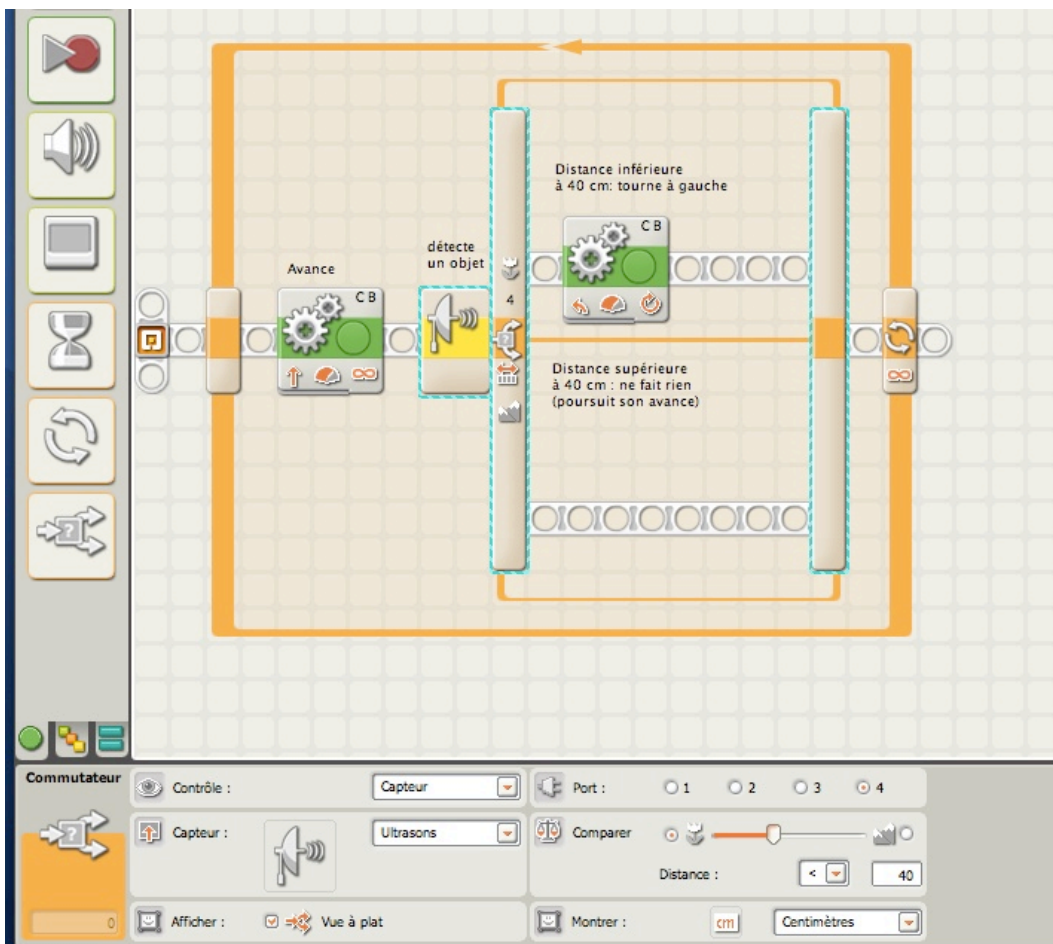 Distance inférieure
à 40 cm: tourne à gauche
C B
détecte
un objet
Avance
C B
4
Distance supérieure
à 40 cm : ne fait rien
(poursuit son avance)
Commutateur
0
Contrôle :
Capteur
Port :
1
2
3
4
Capteur :
Ultrasons
Comparer
Distance :
<
40
Afficher :
Vue à plat
Montrer :
cm
Centimètres